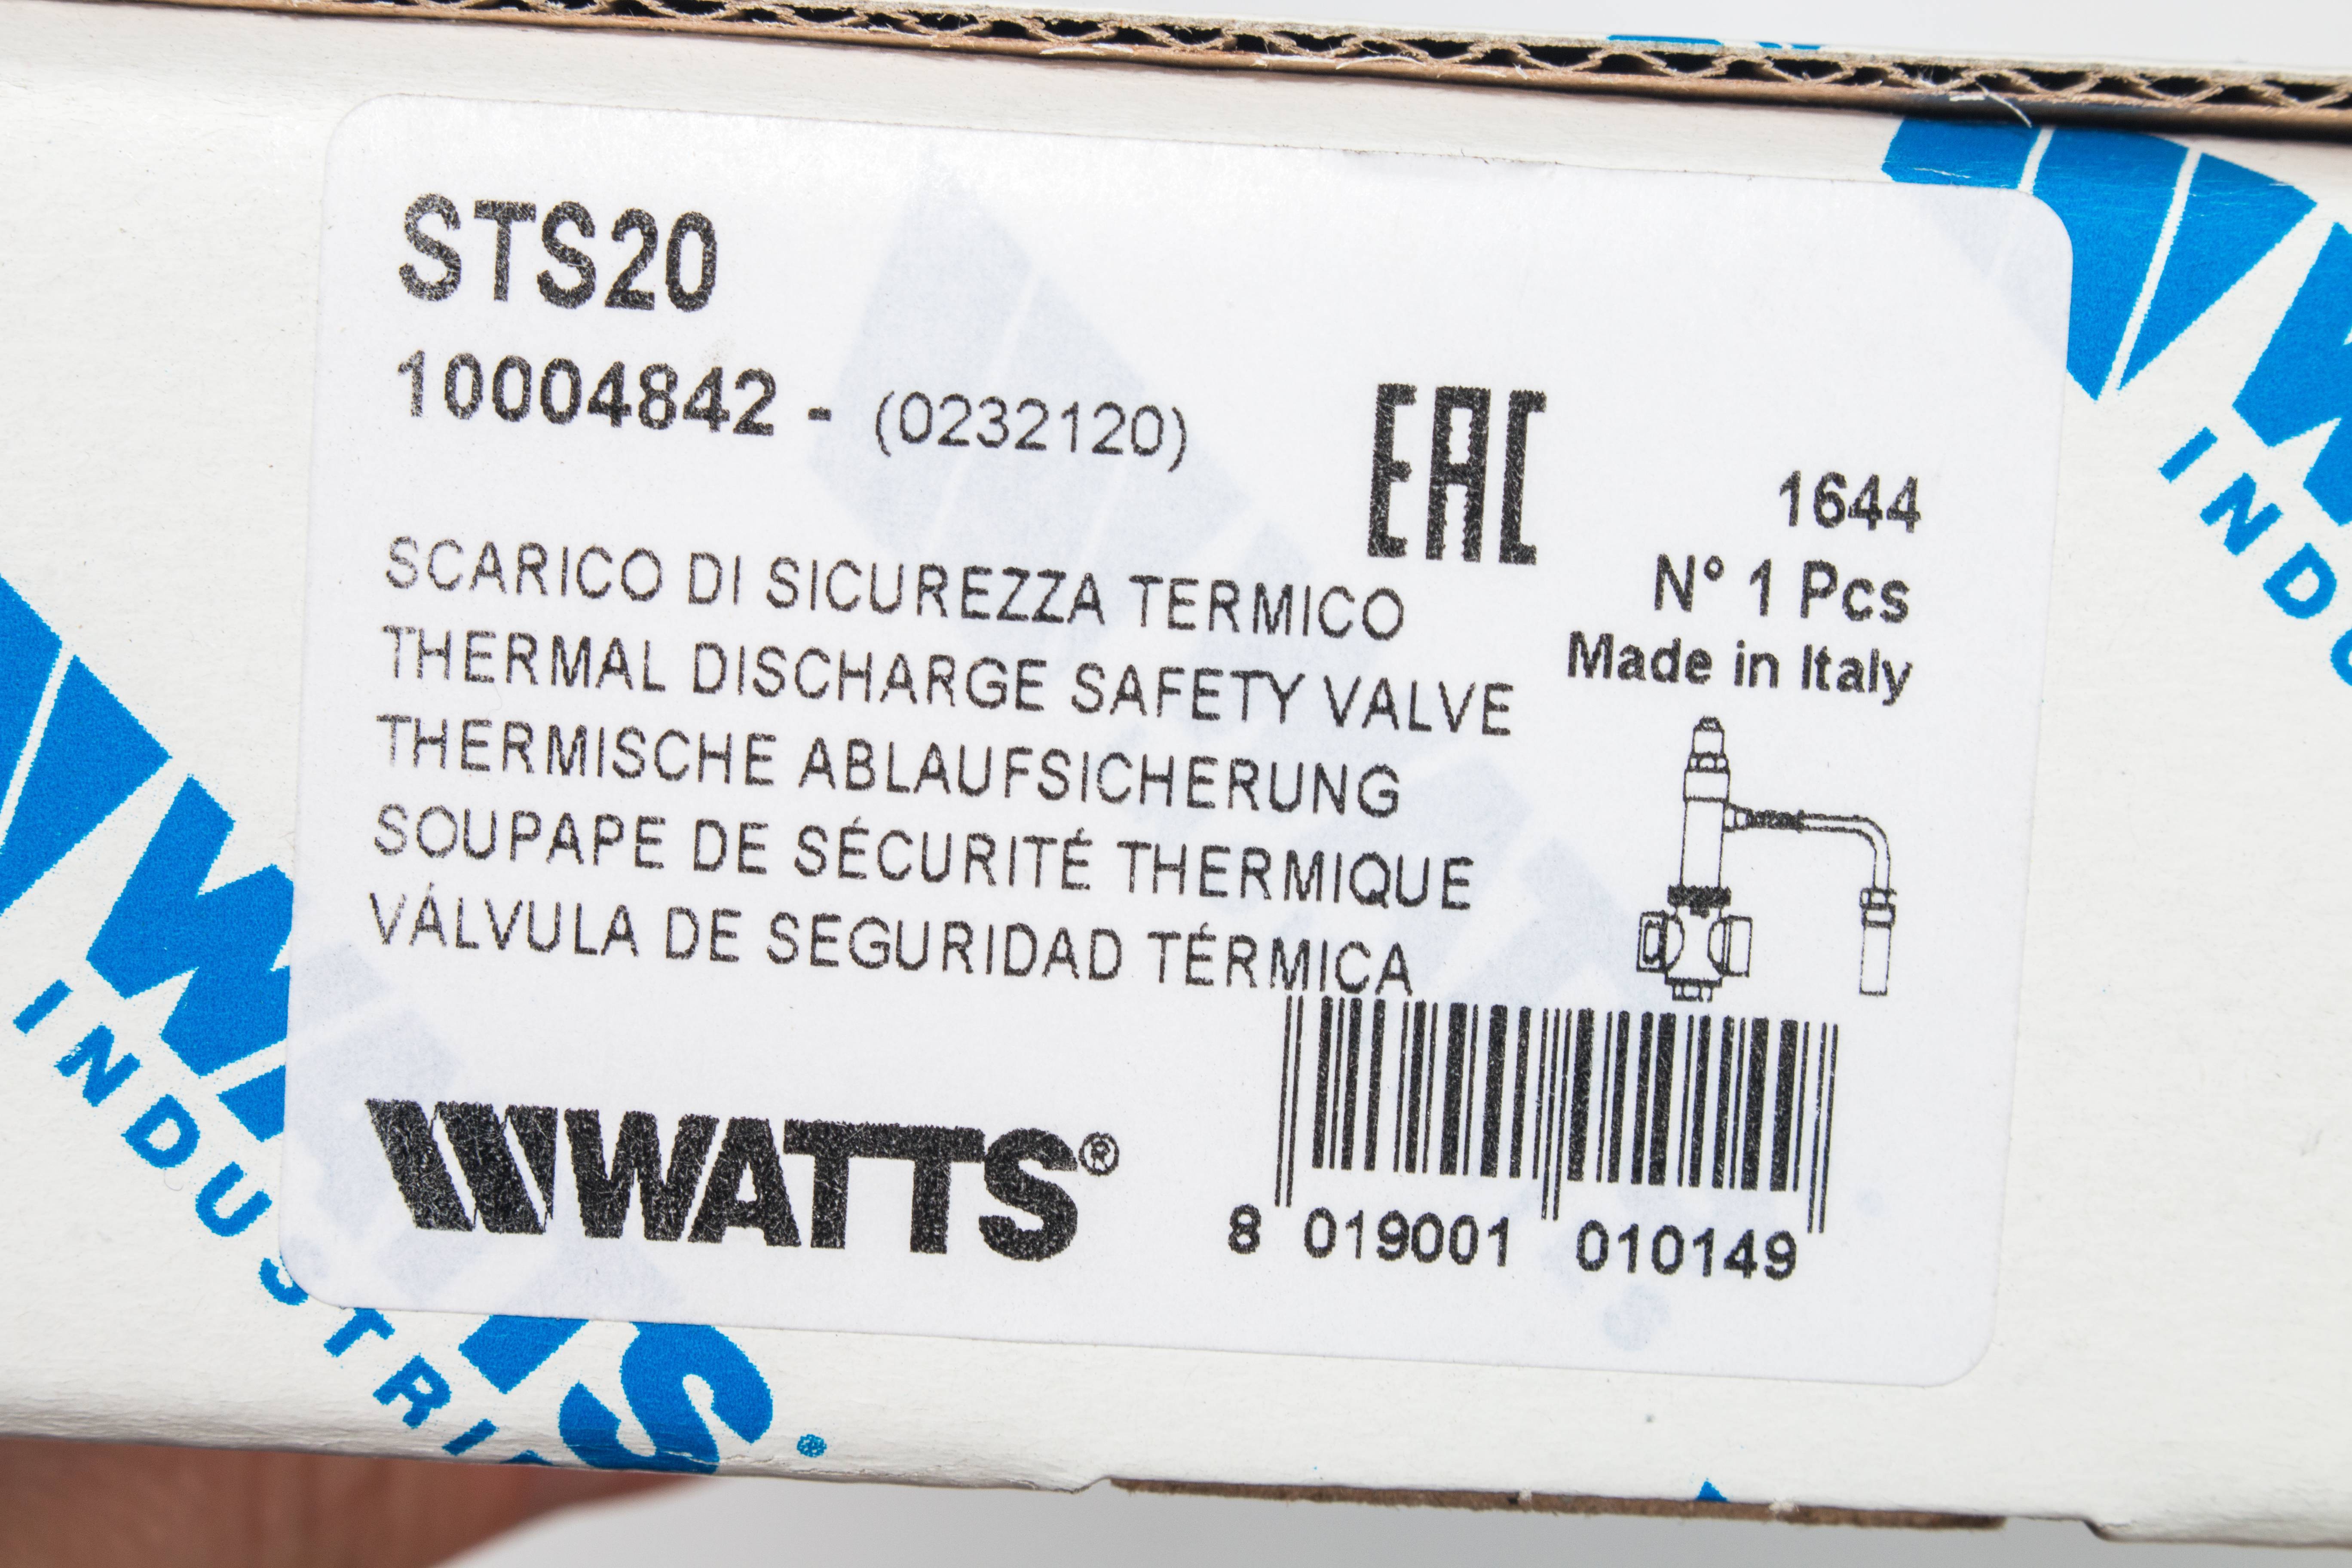 STS20
10004842 - (0232120)
EAC
1644
N° 1 Pcs
Made in Italy
SCARICO DI SICUREZZA TERMICO
THERMAL DISCHARGE SAFETY VALVE
THERMISCHE ABLAUFSICHERUNG
SOUPAPE DE SÉCURITÉ THERMIQUE
VÁLVULA DE SEGURIDAD TÉRMICA
WATTS®
8 019001 010149